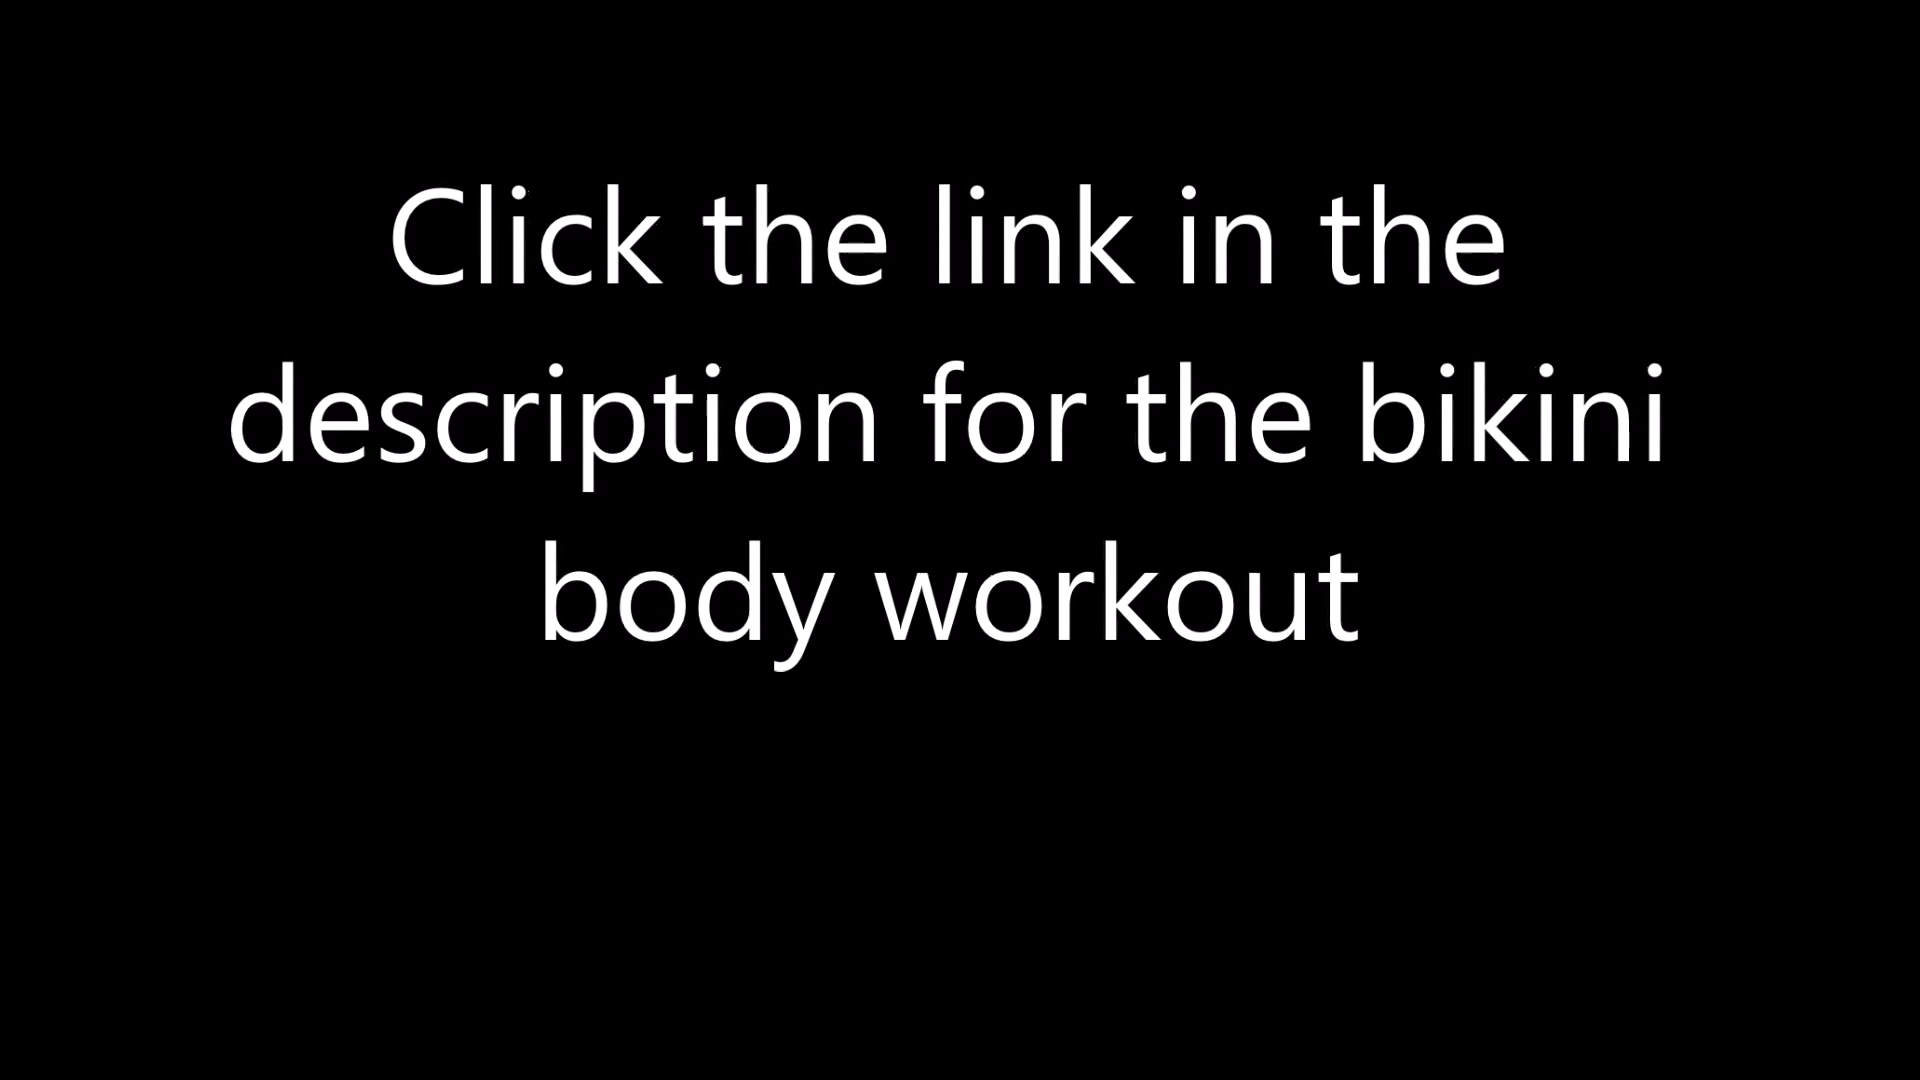 Click the link in the
description for the bikini
body workout